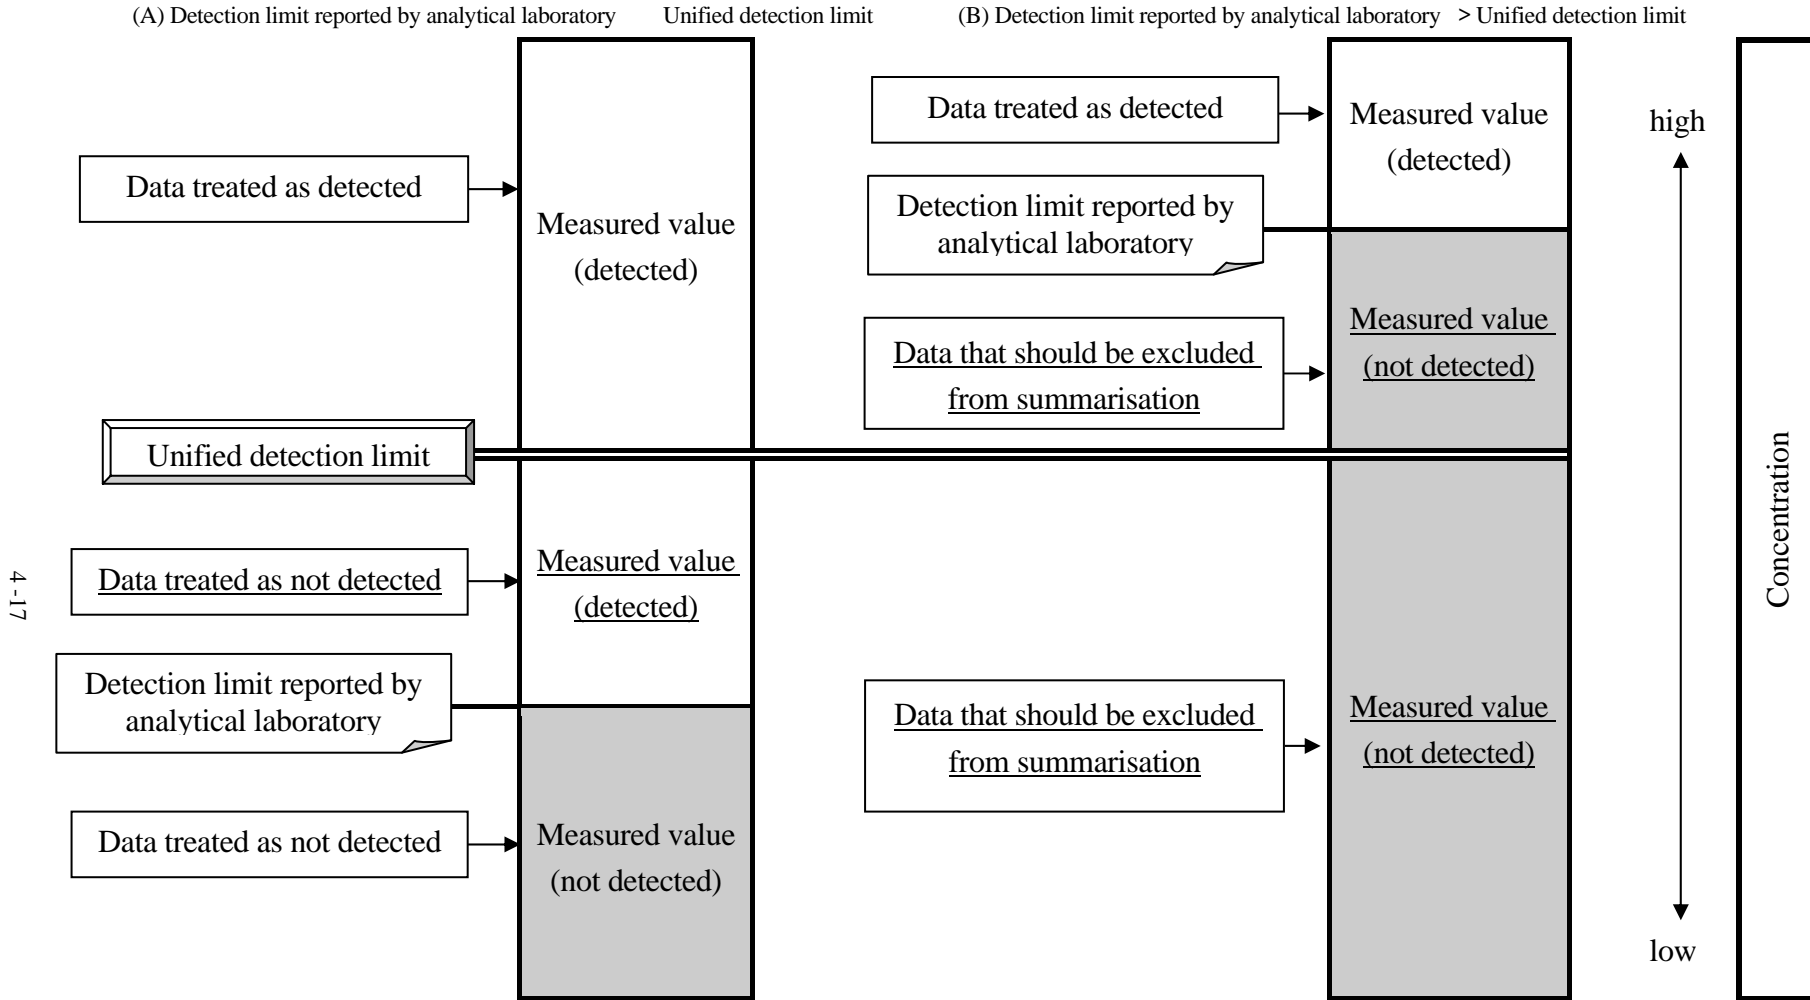 (A) Detection limit reported by analytical laboratory Unified detection limit
(B) Detection limit reported by analytical laboratory > Unified detection limit
Data treated as detected
Measured value
(detected)
Unified detection limit
Data treated as not detected
Measured value
(detected)
Detection limit reported by
analytical laboratory
Data treated as not detected
Measured value
(not detected)
Data treated as detected
Measured value
(detected)
Detection limit reported by
analytical laboratory
Data that should be excluded
from summarisation
Measured value
(not detected)
Data that should be excluded
from summarisation
Measured value
(not detected)
high
low
Concentration
4 -17